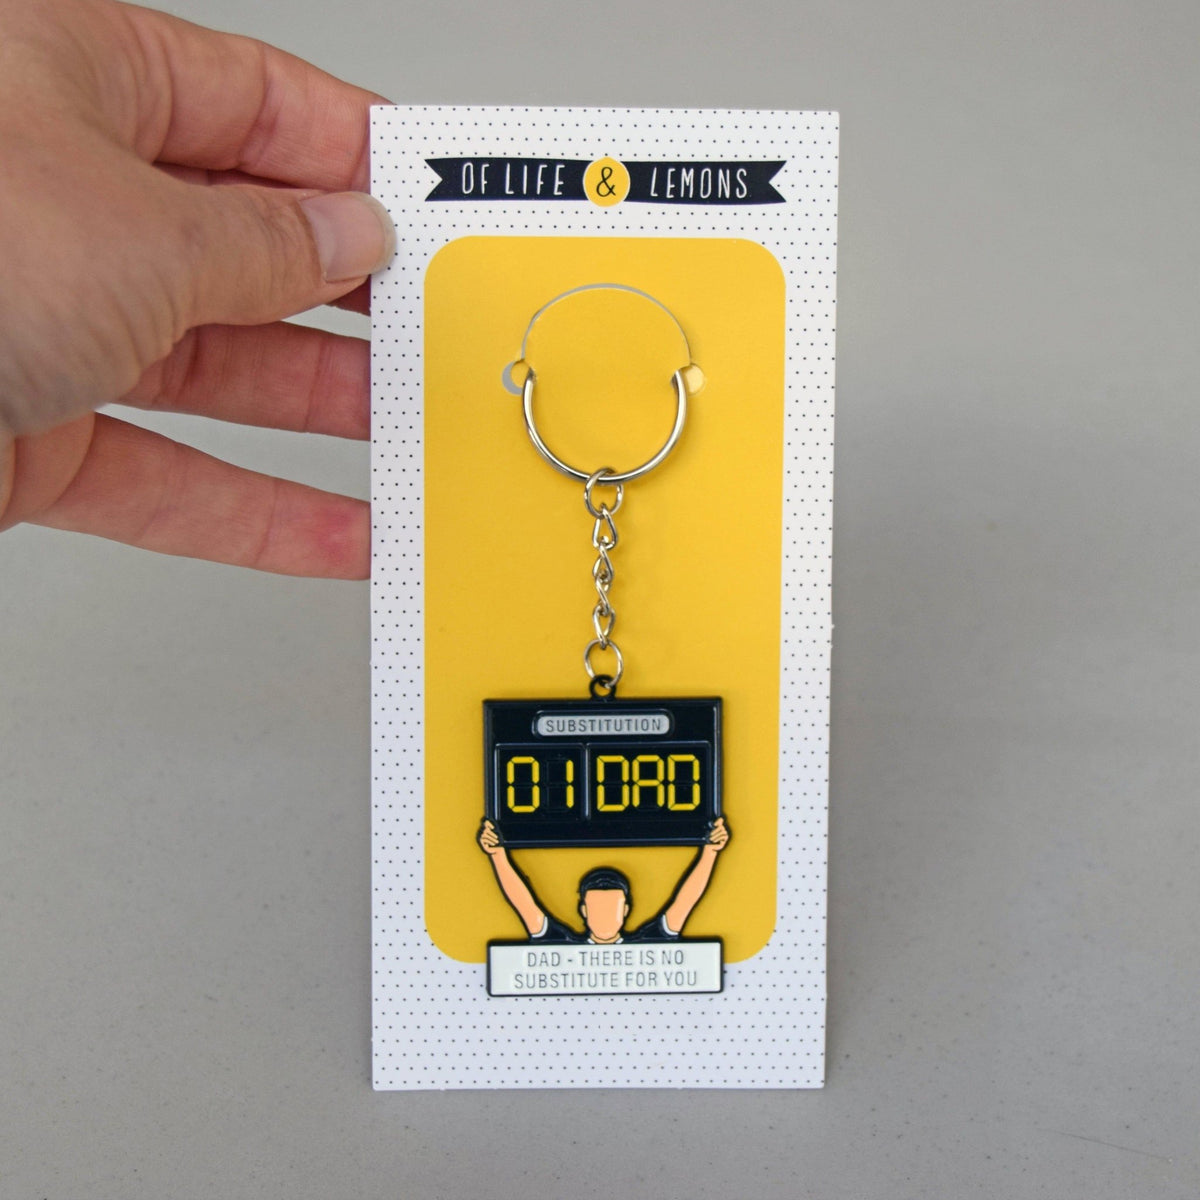 OF LIFE & LEMONS
SUBSTITUTION
01 DAD
DAD - THERE IS NO
SUBSTITUTE FOR YOU